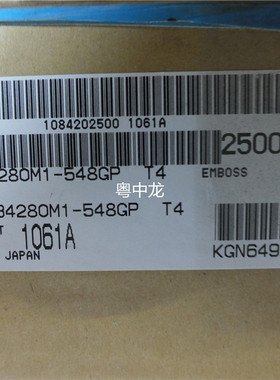 1084202500 1061A
2500
4280M1-548GP T4 EMBOSS
粤中龙
84280M1-548GP T4
T 1061A
JAPAN KGN649